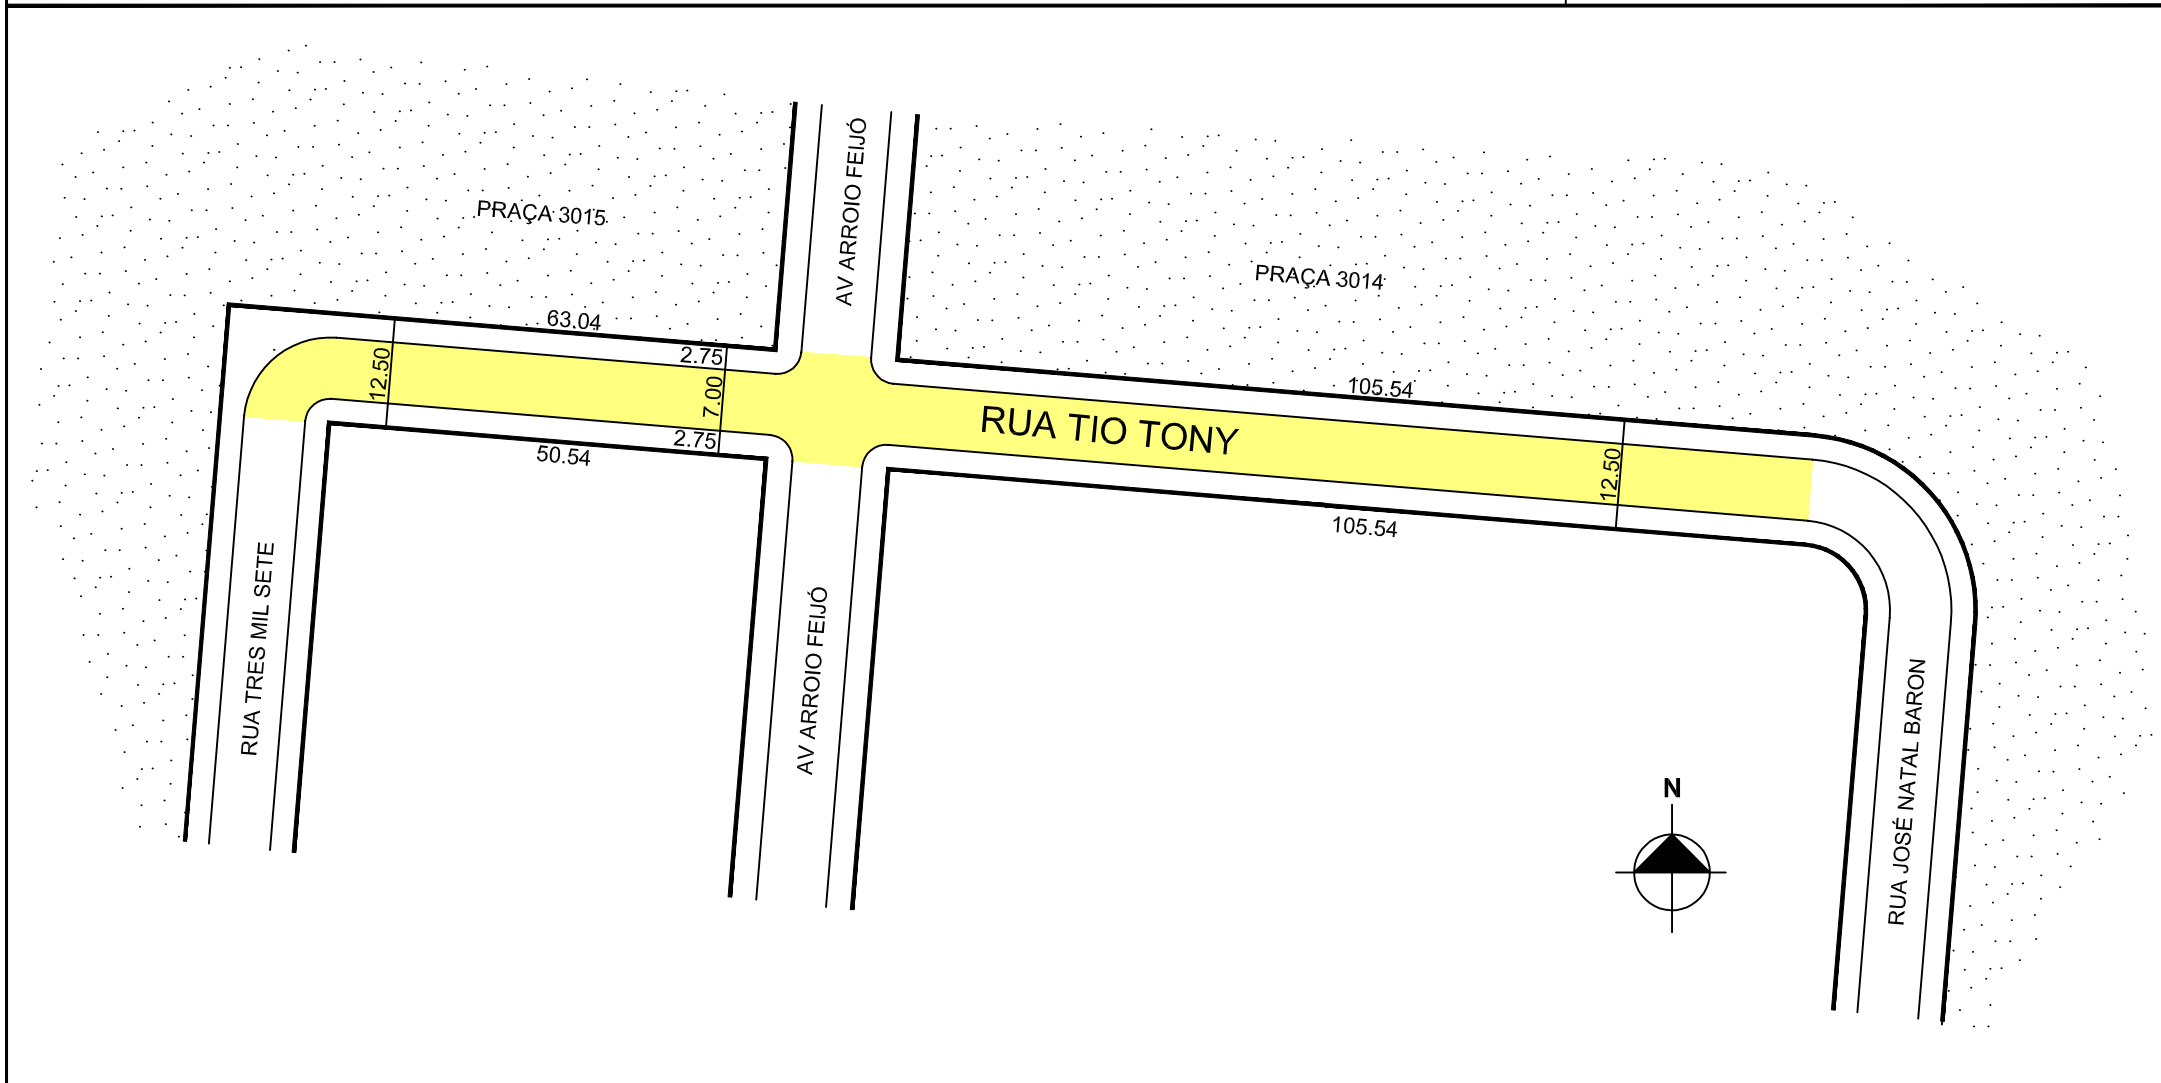 AV ARROIO FEIJÓ
PRAÇA 3015
PRAÇA 3014
63.04
2.75
12.50
7.00
105.54
RUA TIO TONY
2.75
50.54
12.50
105.54
RUA TRES MIL SETE
AV ARROIO FEIJÓ
RUA JOSÉ NATAL BARON
N